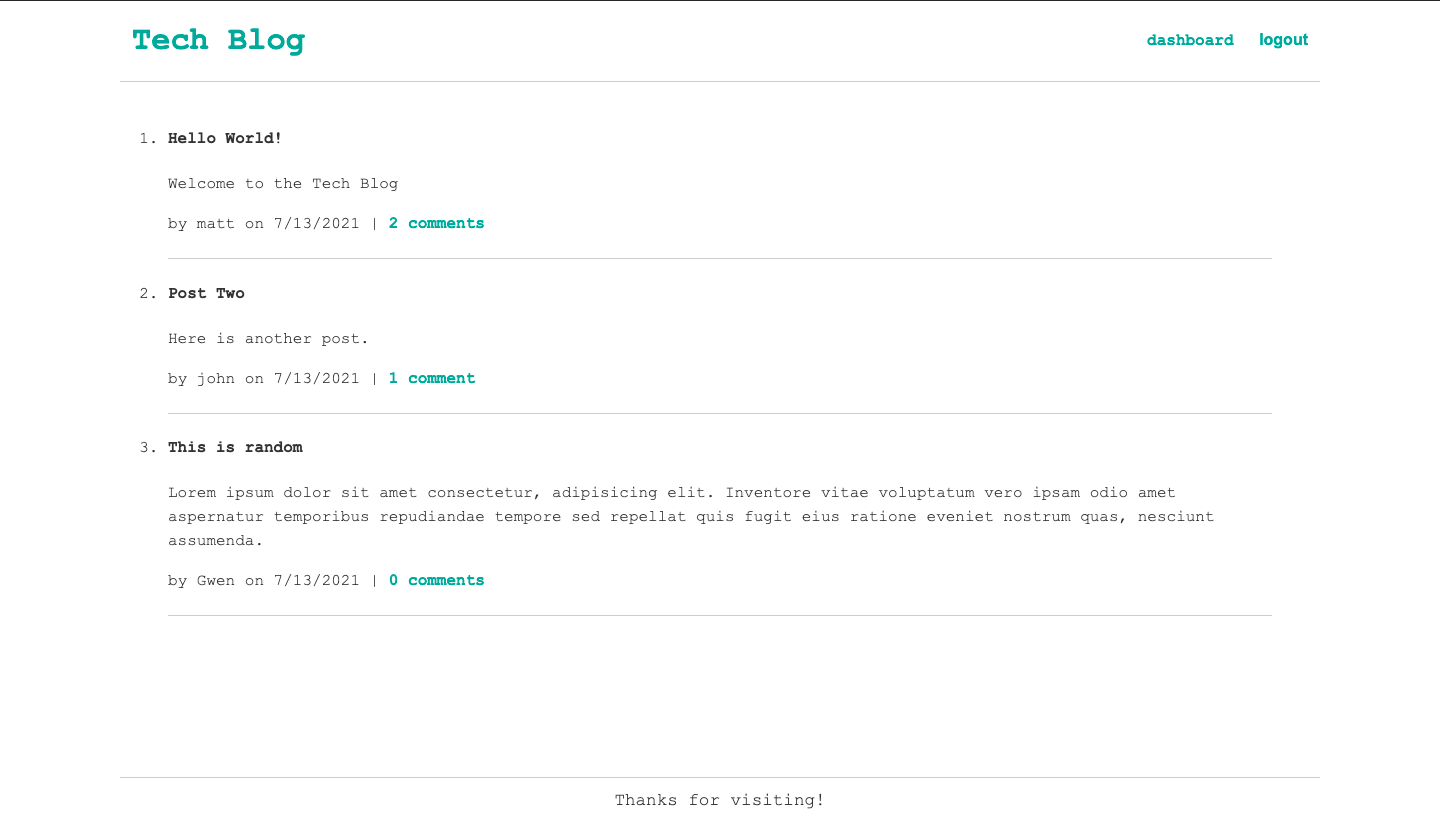 Tech Blog
dashboard logout
1. Hello World!
Welcome to the Tech Blog
by matt on 7/13/2021 | 2 comments
2. Post Two
Here is another post.
by john on 7/13/2021 | 1 comment
3. This is random
Lorem ipsum dolor sit amet consectetur, adipisicing elit. Inventore vitae voluptatum vero ipsam odio amet
aspernatur temporibus repudiandae tempore sed repellat quis fugit eius ratione eveniet nostrum quas, nesciunt
assumenda.
by Gwen on 7/13/2021 | 0 comments
Thanks for visiting!